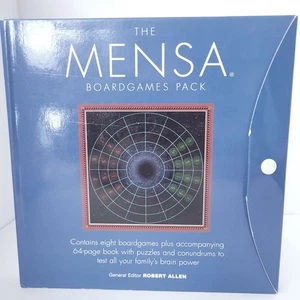 THE
MENSA®
BOARDGAMES PACK
Contains eight boardgames plus accompanying
64-page book with puzzles and conundrums to
test all your family's brain power
General Editor ROBERT ALLEN